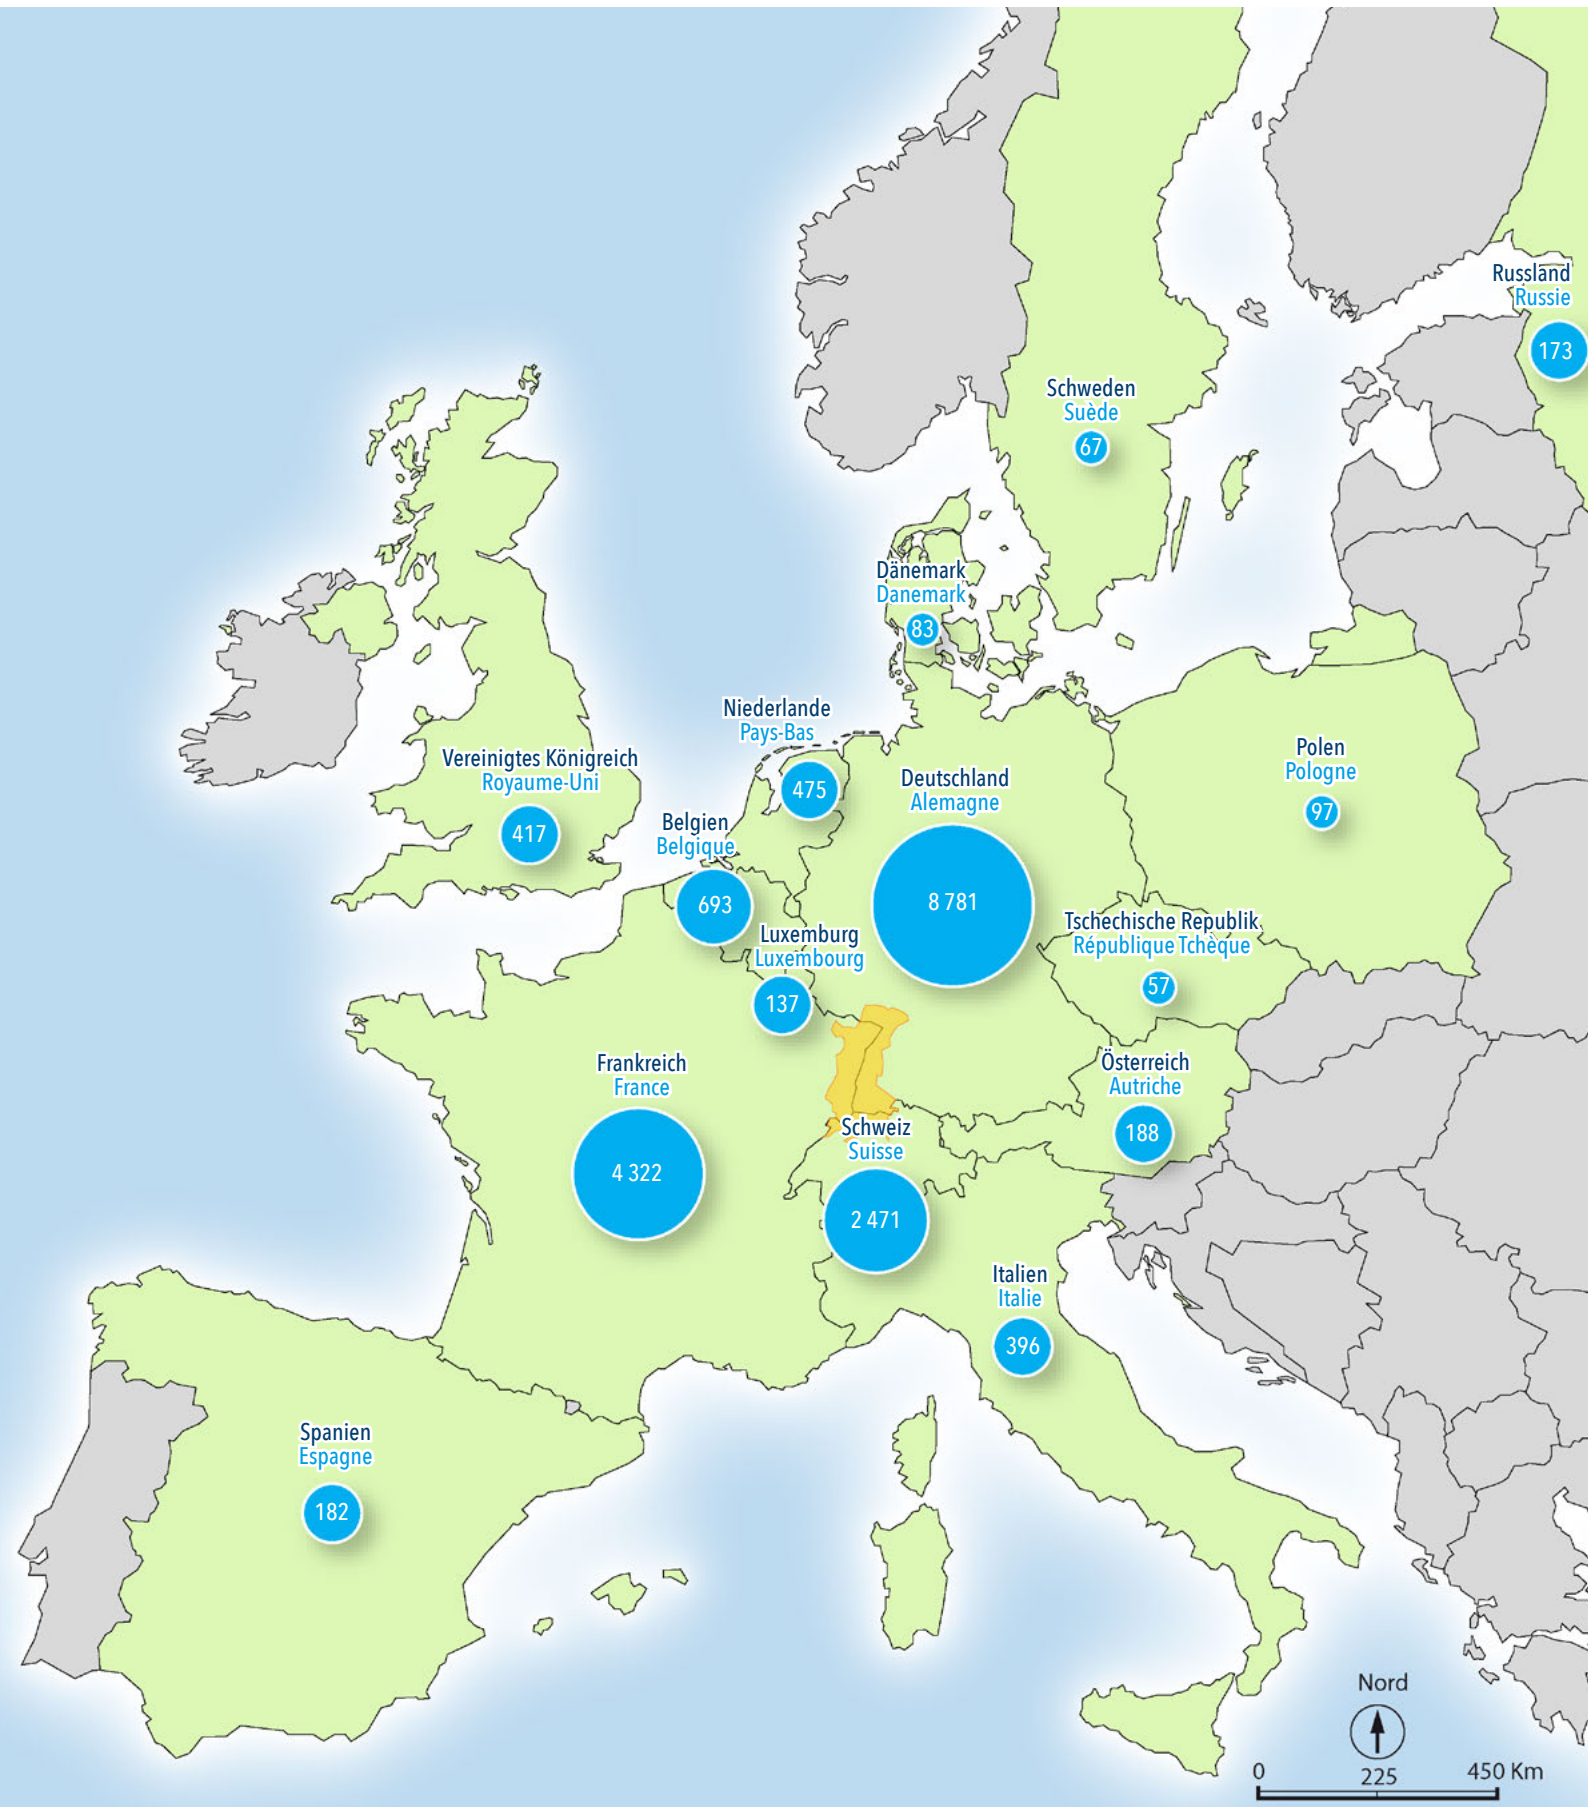 Russland
Russie
173
Schweden
Suède
67
Dänemark
Danemark
83
Niederlande
Pays-Bas
475
Vereinigtes Königreich
Royaume-Uni
417
Belgien
Belgique
693
Deutschland
Alemagne
8 781
Polen
Pologne
97
Luxemburg
Luxembourg
137
Tschechische Republik
République Tchèque
57
Frankreich
France
4 322
Österreich
Autriche
188
Schweiz
Suisse
2 471
Italien
Italie
396
Spanien
Espagne
182
Nord
0
225
450 Km